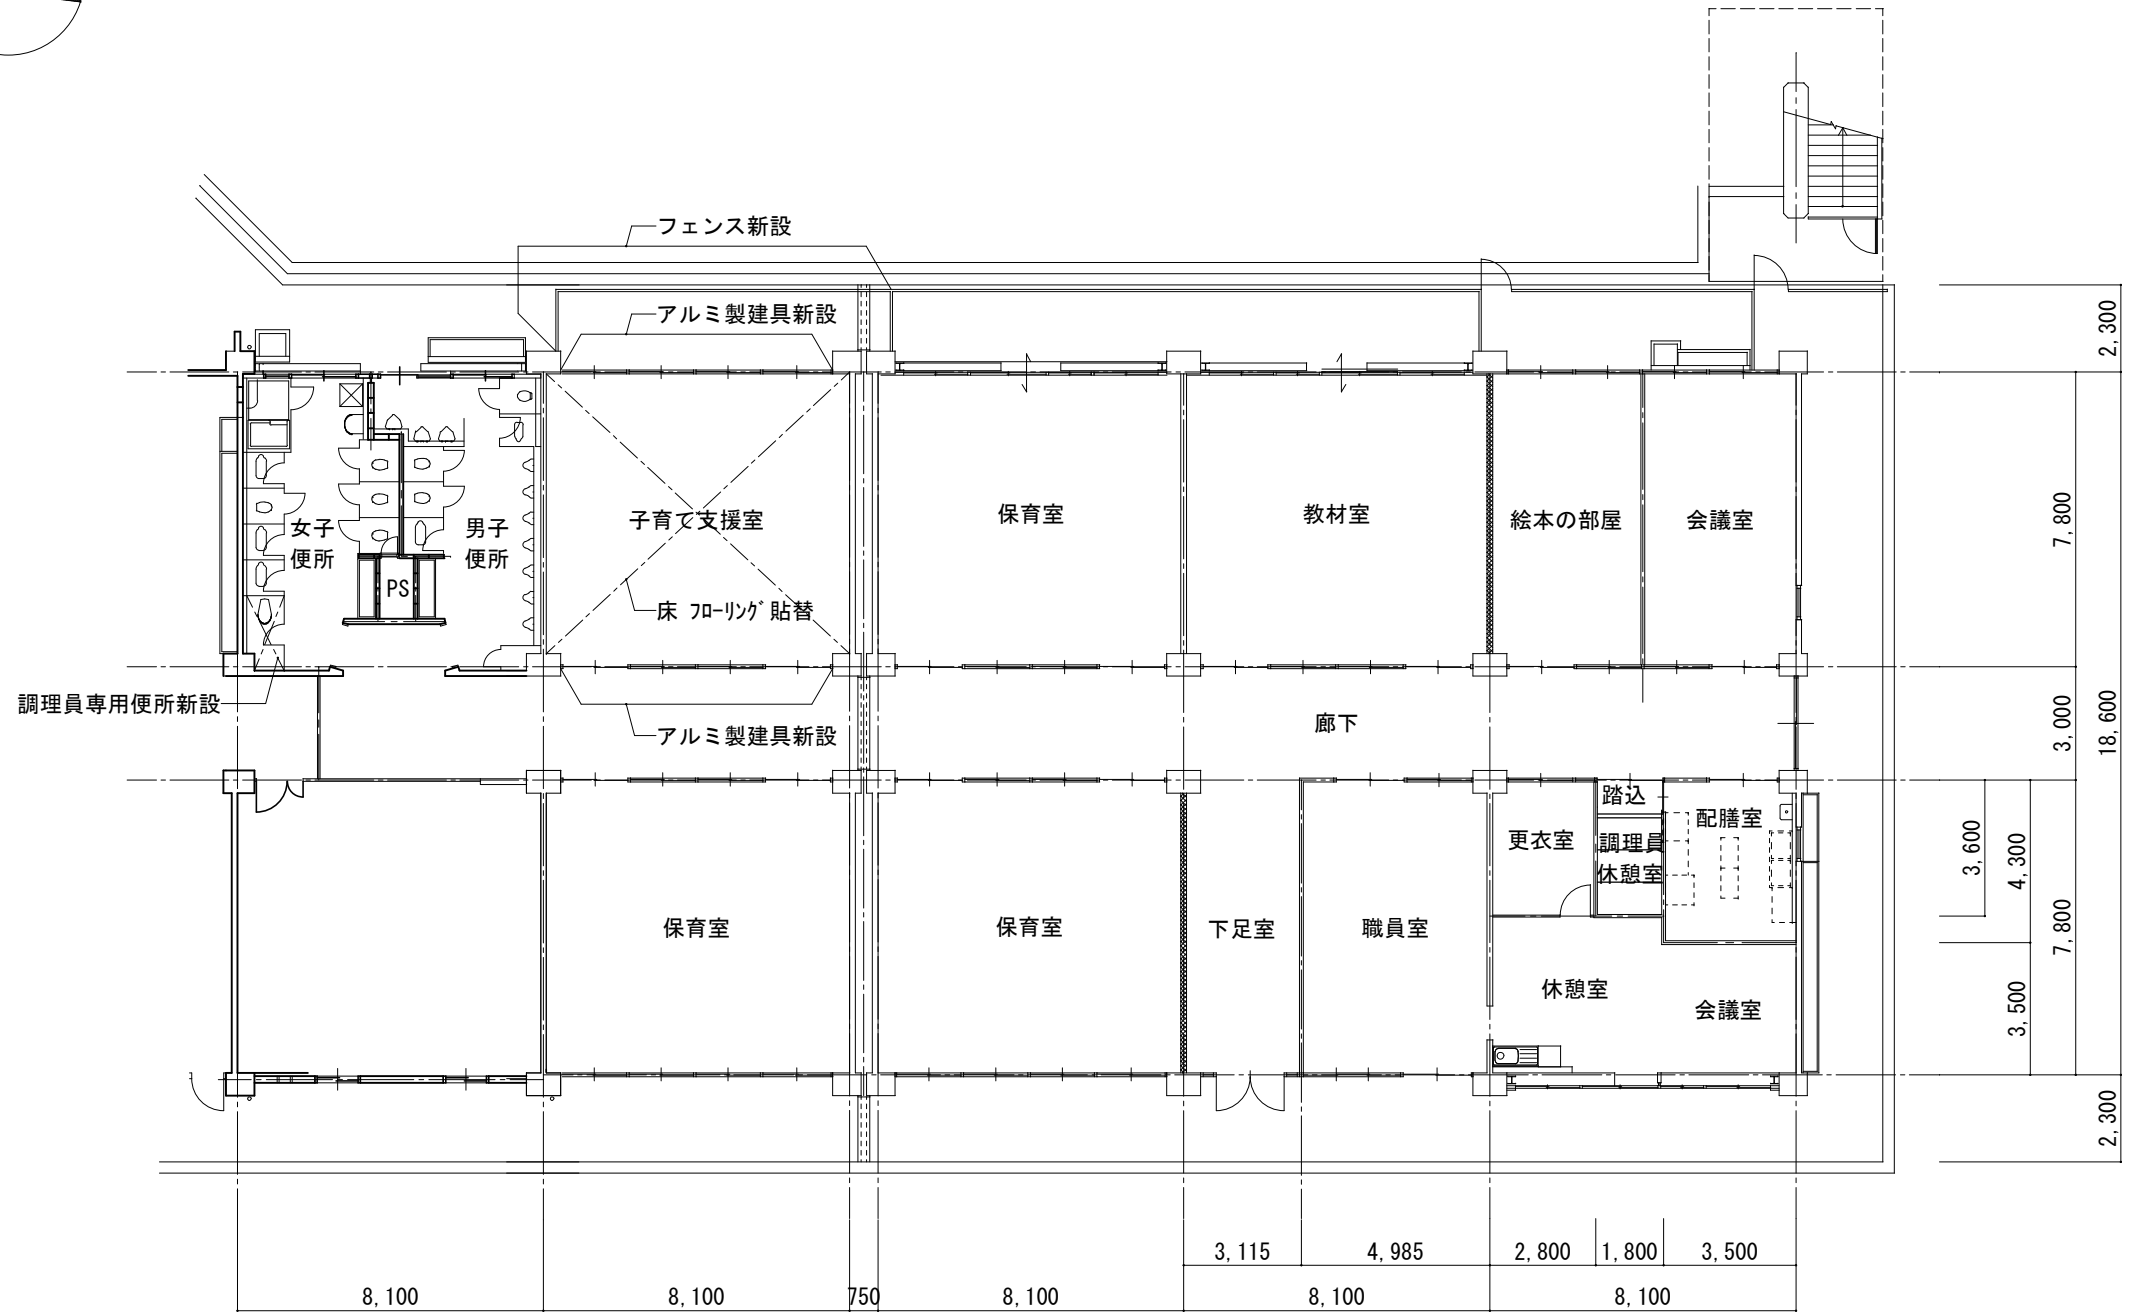 フェンス新設
アルミ製建具新設
2,300
女子
便所
男子
便所
PS
子育て支援室
床 フローリング貼替
保育室
教材室
絵本の部屋
会議室
7,800
調理員専用便所新設
アルミ製建具新設
廊下
3,000
18,600
保育室
保育室
下足室
職員室
更衣室
踏込
調理員
休憩室
配膳室
休憩室
会議室
3,600
4,300
3,500
7,800
2,300
3,115
4,985
2,800
1,800
3,500
8,100
8,100
750
8,100
8,100
8,100